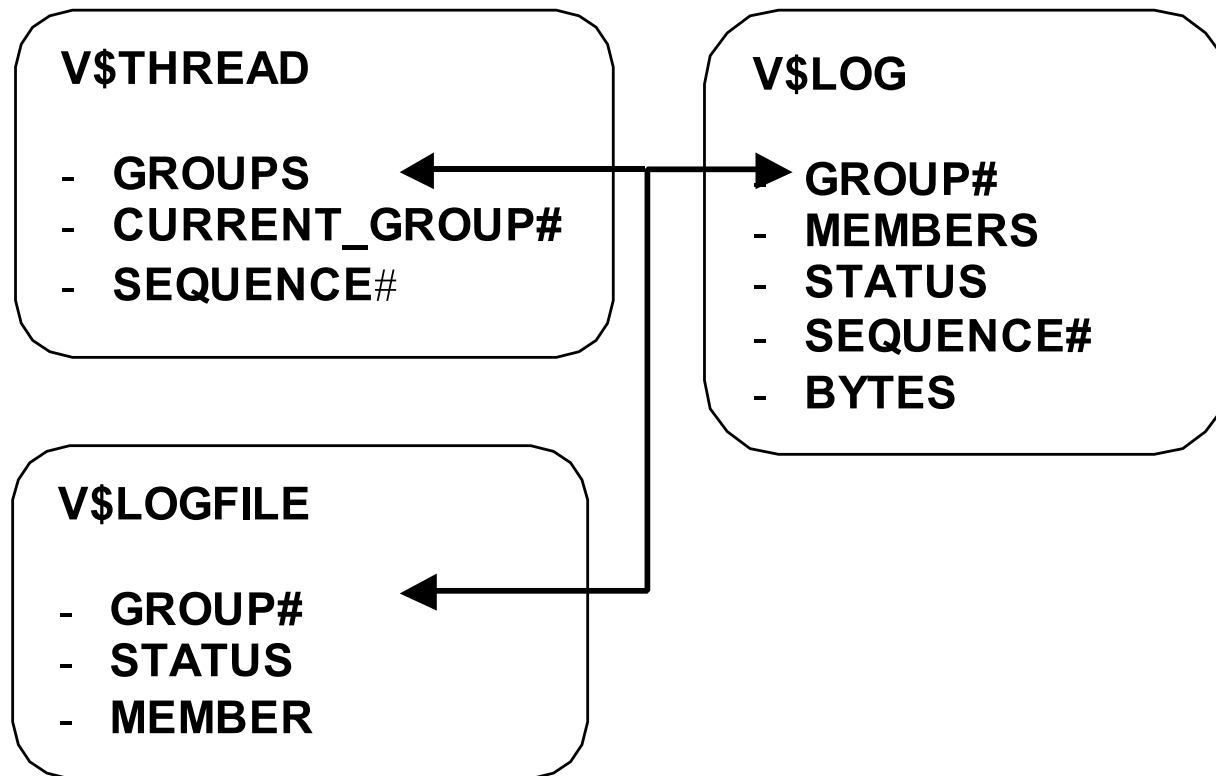 V$THREAD
- GROUPS
- CURRENT_GROUP#
- SEQUENCE#
V$LOG
- GROUP#
- MEMBERS
- STATUS
- SEQUENCE#
- BYTES
V$LOGFILE
- GROUP#
- STATUS
- MEMBER